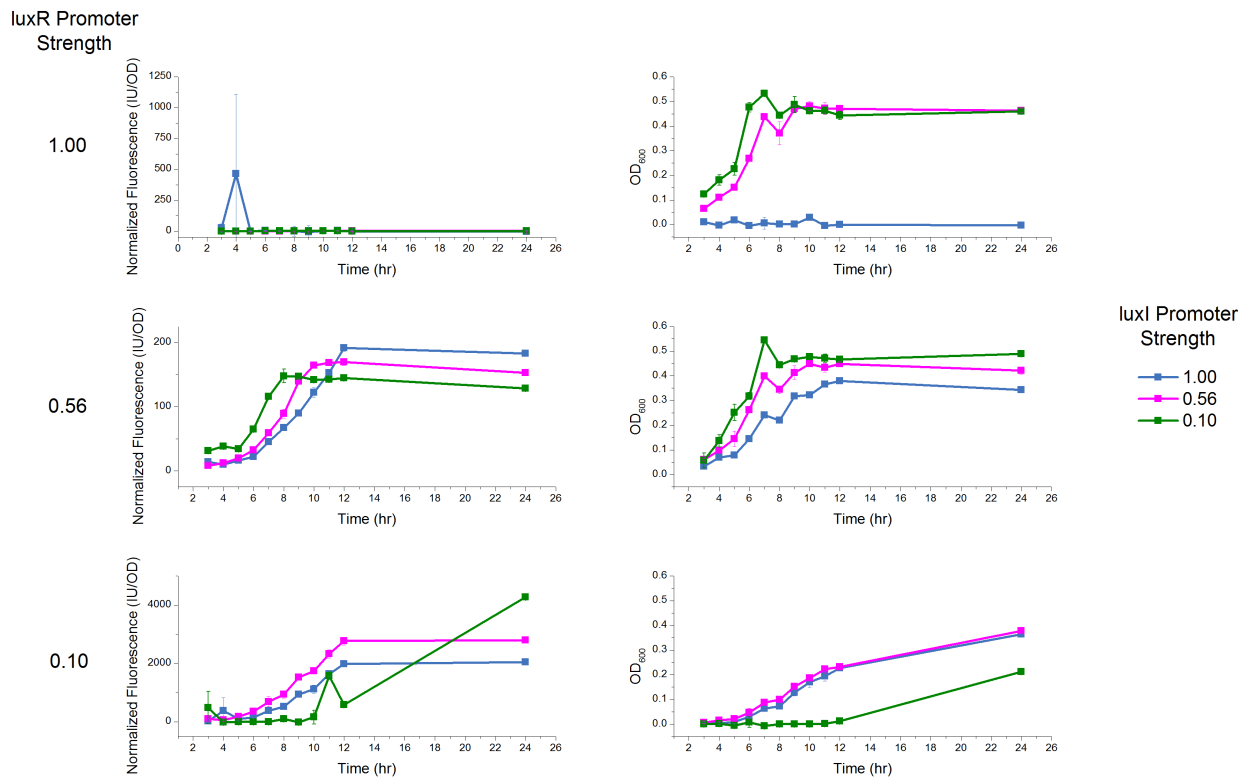 luxR Promoter
Strength
1.00
Normalized Fluorescence (IU/OD)
1250
1000
750
500
250
0
0 2 4 6 8 10 12 14 16 18 20 22 24 26
Time (hr)
OD600
0.6
0.5
0.4
0.3
0.2
0.1
0.0
2 4 6 8 10 12 14 16 18 20 22 24 26
Time (hr)
0.56
Normalized Fluorescence (IU/OD)
200
100
0
2 4 6 8 10 12 14 16 18 20 22 24 26
Time (hr)
OD600
0.6
0.5
0.4
0.3
0.2
0.1
0.0
2 4 6 8 10 12 14 16 18 20 22 24 26
Time (hr)
luxI Promoter
Strength
1.00
0.56
0.10
0.10
Normalized Fluorescence (IU/OD)
4000
2000
0
2 4 6 8 10 12 14 16 18 20 22 24 26
Time (hr)
OD600
0.6
0.5
0.4
0.3
0.2
0.1
0.0
2 4 6 8 10 12 14 16 18 20 22 24 26
Time (hr)